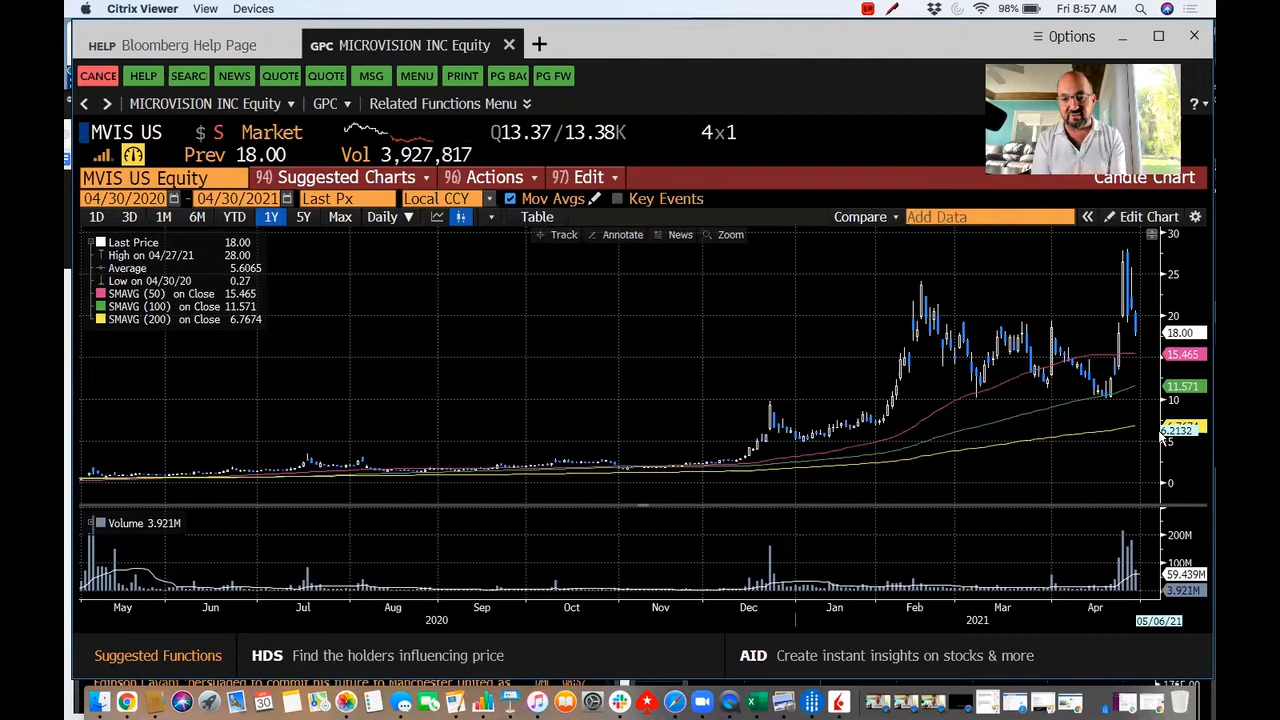 Citrix Viewer View Devices 98% Fri 8:57 AM
HELP Bloomberg Help Page GPC MICROVISION INC Equity Options
CANCE HELP SEARC NEWS QUOTE QUOTE MSG MENU PRINT PG BAC PG FW
MICROVISION INC Equity GPC Related Functions Menu ?
MVIS US $ S Market Q13.37/13.38K 4x1
Prev 18.00 Vol 3,927,817
MVIS US Equity 94) Suggested Charts 96) Actions 97) Edit Candle Chart
04/30/2020 - 04/30/2021 Last Px Local CCY Mov Avgs Key Events
1D 3D 1M 6M YTD 1Y 5Y Max Daily Table Compare Add Data Edit Chart
Track Annotate News Zoom
Last Price 18.00
High on 04/27/21 28.00
Average 5.6065
Low on 04/30/20 0.27
SMAVG (50) on Close 15.465
SMAVG (100) on Close 11.571
SMAVG (200) on Close 6.7674
30
25
20
18.00
15.465
11.571
10
6.2132
5
0
Volume 3.921M
200M
100M
59.439M
3.921M
May Jun Jul Aug Sep Oct Nov Dec Jan Feb Mar Apr
2020 2021 05/06/21
Suggested Functions HDS Find the holders influencing price AID Create instant insights on stocks & more